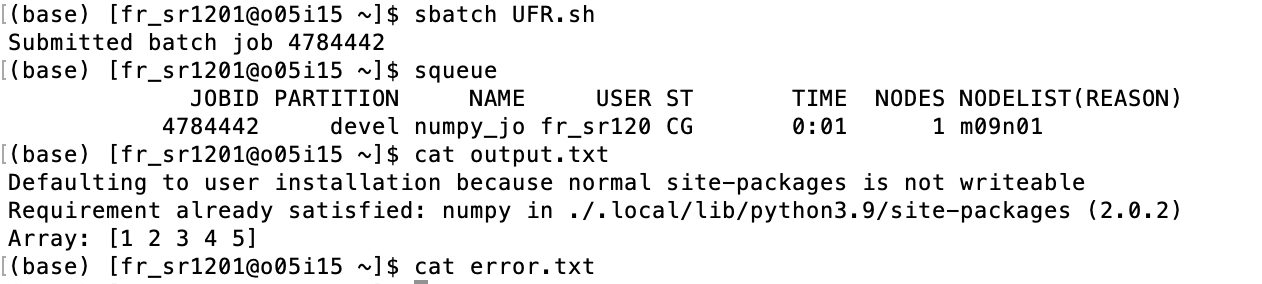 [(base) [fr_sr1201@o05i15 ~]$ sbatch UFR.sh
Submitted batch job 4784442
[(base) [fr_sr1201@o05i15 ~]$ squeue
JOBID PARTITION NAME USER ST TIME NODES NODELIST(REASON)
4784442 devel numpy_jo fr_sr120 CG 0:01 1 m09n01
[(base) [fr_sr1201@o05i15 ~]$ cat output.txt
Defaulting to user installation because normal site-packages is not writeable
Requirement already satisfied: numpy in ./.local/lib/python3.9/site-packages (2.0.2)
Array: [1 2 3 4 5]
[(base) [fr_sr1201@o05i15 ~]$ cat error.txt